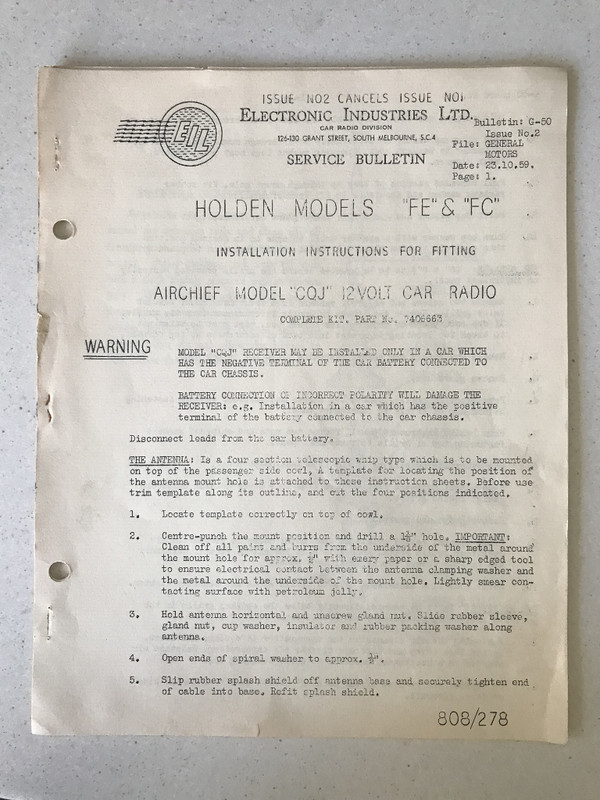 ISSUE NO2 CANCELS ISSUE NO1
EIL
ELECTRONIC INDUSTRIES LTD.
CAR RADIO DIVISION
126-130 GRANT STREET, SOUTH MELBOURNE, S.C.4
SERVICE BULLETIN
Bulletin: G-50
Issue No.2
File: GENERAL
MOTORS
Date: 23.10.59.
Page: 1.
HOLDEN MODELS "FE" & "FC"
INSTALLATION INSTRUCTIONS FOR FITTING
AIRCHIEF MODEL "CQJ" 12 VOLT CAR RADIO
COMPLETE KIT. PART No. 7406663
WARNING
MODEL "CQJ" RECEIVER MAY BE INSTALLED ONLY IN A CAR WHICH
HAS THE NEGATIVE TERMINAL OF THE CAR BATTERY CONNECTED TO
THE CAR CHASSIS.
BATTERY CONNECTION OF INCORRECT POLARITY WILL DAMAGE THE
RECEIVER: e.g. Installation in a car which has the positive
terminal of the battery connected to the car chassis.
Disconnect leads from the car battery.
THE ANTENNA: Is a four section telescopic whip type which is to be mounted
on top of the passenger side cowl. A template for locating the position of
the antenna mount hole is attached to these instruction sheets. Before use
trim template along its outline, and cut the four positions indicated.
1. Locate template correctly on top of cowl.
2. Centre-punch the mount position and drill a hole. IMPORTANT:
Clean off all paint and burrs from the underside of the metal around
the mount hole for approx. with emery paper or a sharp edged tool
to ensure electrical contact between the antenna clamping washer and
the metal around the underside of the mount hole. Lightly smear con-
tacting surface with petroleum jelly.
3. Hold antenna horizontal and unscrew gland nut. Slide rubber sleeve,
gland nut, cup washer, insulator and rubber packing washer along
antenna.
4. Open ends of spiral washer to approx.
5. Slip rubber splash shield off antenna base and securely tighten end
of cable into base. Refit splash shield.
808/278